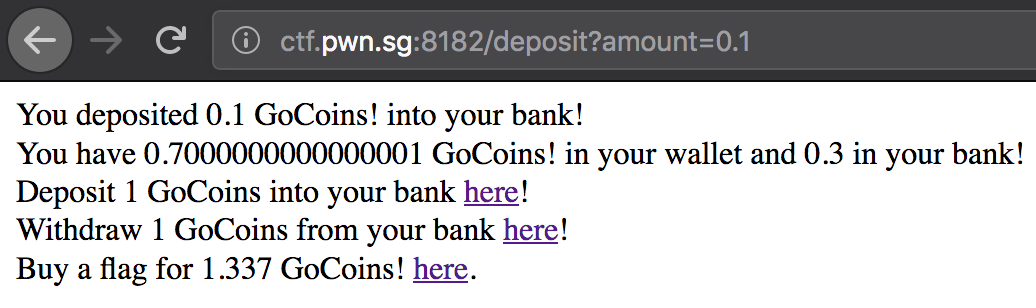 ctf.pwn.sg:8182/deposit?amount=0.1
You deposited 0.1 GoCoins! into your bank!
You have 0.7000000000000001 GoCoins! in your wallet and 0.3 in your bank!
Deposit 1 GoCoins into your bank here!
Withdraw 1 GoCoins from your bank here!
Buy a flag for 1.337 GoCoins! here.